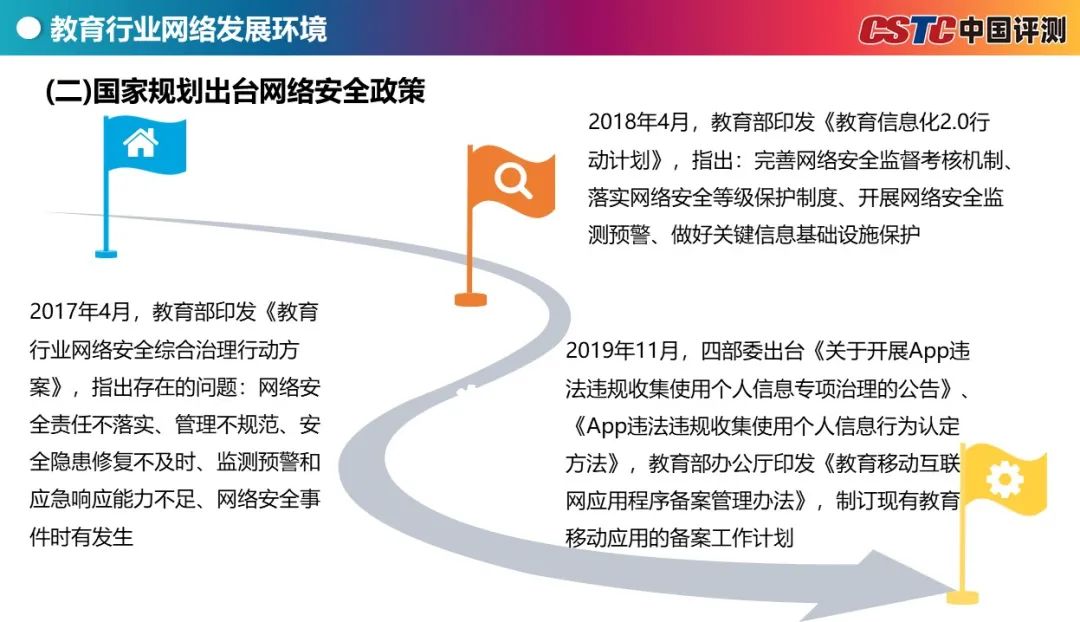 教育行业网络发展环境
CSTC中国评测
(二)国家规划出台网络安全政策
2018年4月，教育部印发《教育信息化2.0行
动计划》，指出：完善网络安全监督考核机制、
落实网络安全等级保护制度、开展网络安全监
测预警、做好关键信息基础设施保护
2017年4月，教育部印发《教育
行业网络安全综合治理行动方
案》，指出存在的问题：网络安
全责任不落实、管理不规范、安
全隐患修复不及时、监测预警和
应急响应能力不足、网络安全事
件时有发生
2019年11月，四部委出台《关于开展App违
法违规收集使用个人信息专项治理的公告》、
《App违法违规收集使用个人信息行为认定
方法》，教育部办公厅印发《教育移动互联
网应用程序备案管理办法》，制订现有教育
移动应用的备案工作计划